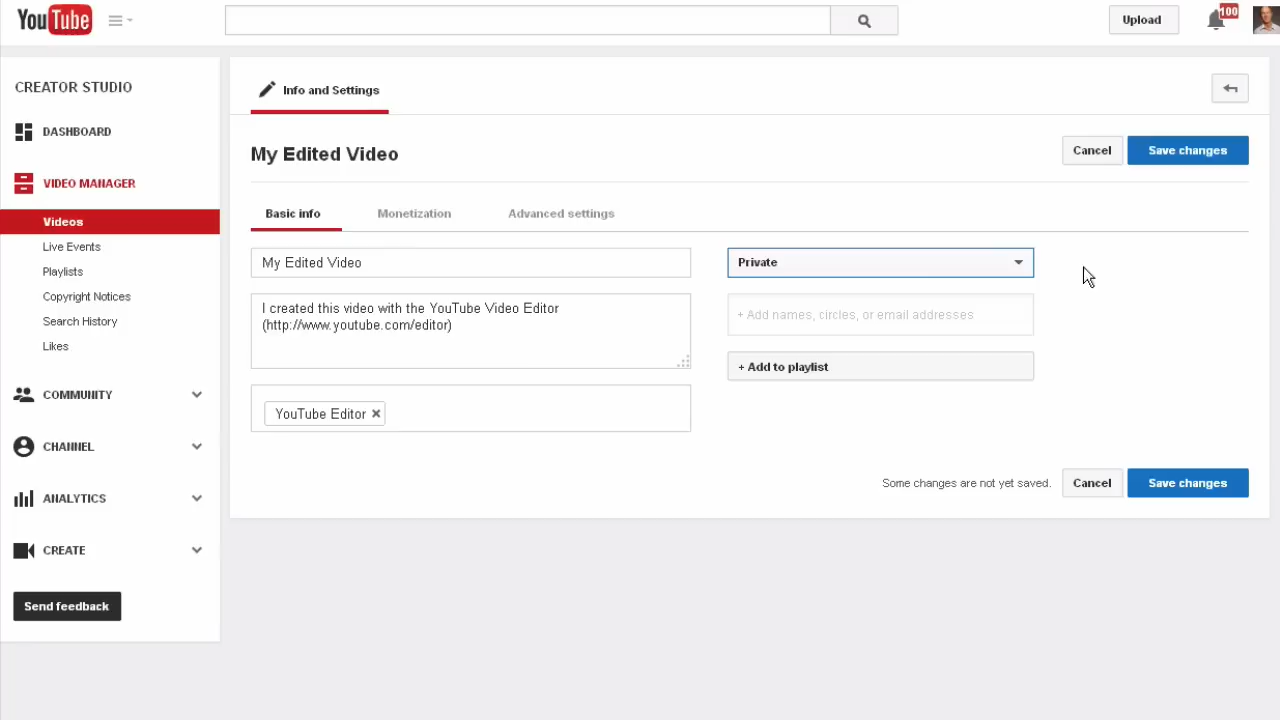 YouTube
Upload
100
CREATOR STUDIO
DASHBOARD
VIDEO MANAGER
Videos
Live Events
Playlists
Copyright Notices
Search History
Likes
COMMUNITY
CHANNEL
ANALYTICS
CREATE
Send feedback
Info and Settings
My Edited Video
Cancel
Save changes
Basic info
Monetization
Advanced settings
My Edited Video
I created this video with the YouTube Video Editor
(http://www.youtube.com/editor)
YouTube Editor
Private
+ Add names, circles, or email addresses
+ Add to playlist
Some changes are not yet saved.
Cancel
Save changes